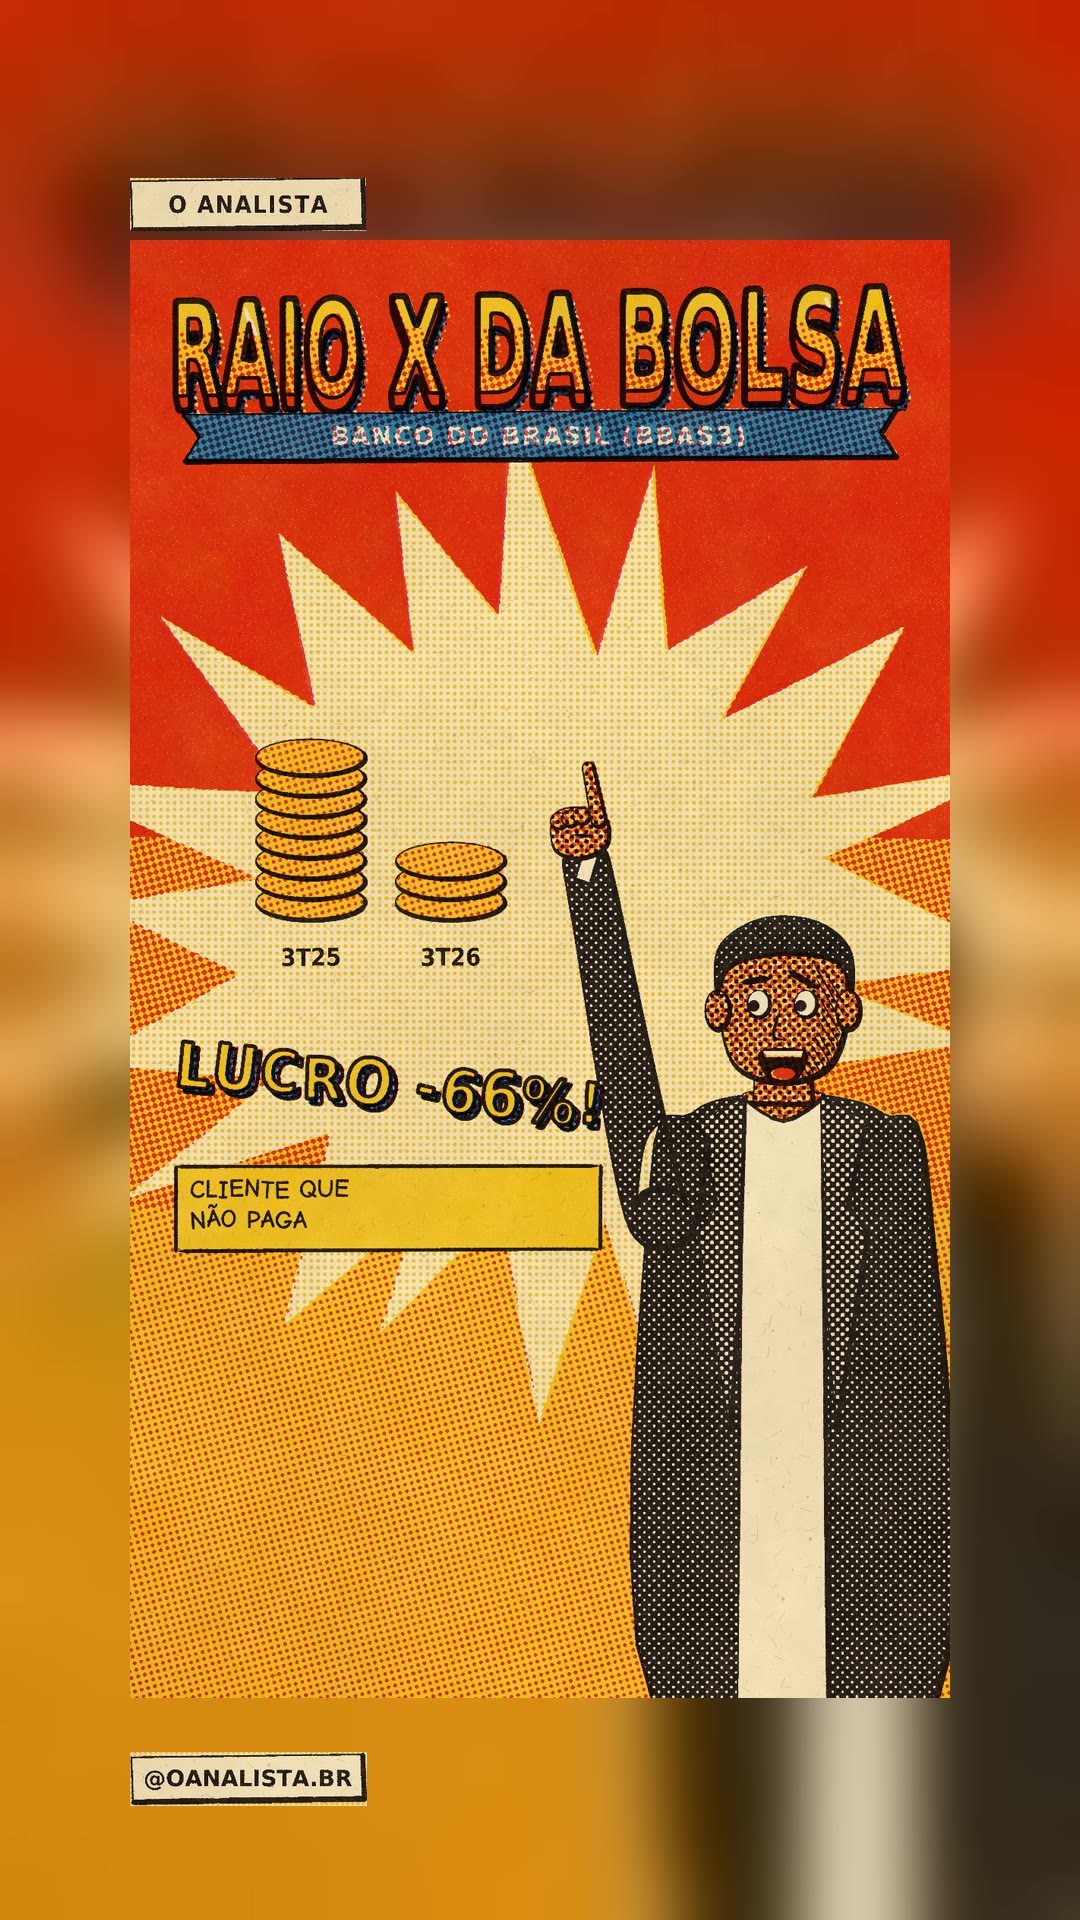 O ANALISTA
RAIO X DA BOLSA
BANCO DO BRASIL (BBAS3)
3T25 3T26
LUCRO -66%!
CLIENTE QUE
NÃO PAGA
@OANALISTA.BR